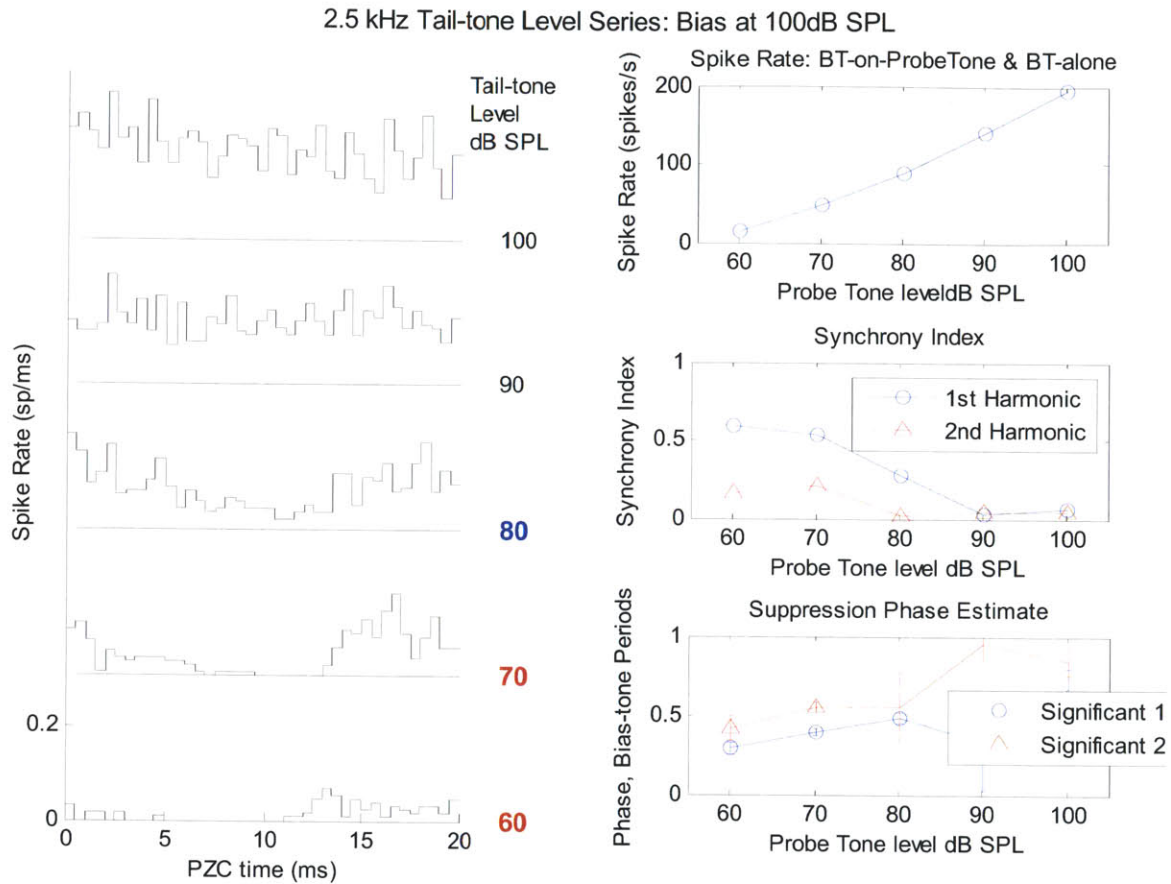 2.5 kHz Tail-tone Level Series: Bias at 100dB SPL
Tail-tone
Level
dB SPL
100
90
80
70
60
Spike Rate (sp/ms)
0.2
0
0 5 10 15 20
PZC time (ms)
Spike Rate: BT-on-ProbeTone & BT-alone
Spike Rate (spikes/s)
200
100
0
60 70 80 90 100
Probe Tone leveldB SPL
Synchrony Index
Synchrony Index
1
0.5
0
1st Harmonic
2nd Harmonic
60 70 80 90 100
Probe Tone level dB SPL
Suppression Phase Estimate
Phase, Bias-tone Periods
1
0.5
0
Significant 1
Significant 2
60 70 80 90 100
Probe Tone level dB SPL